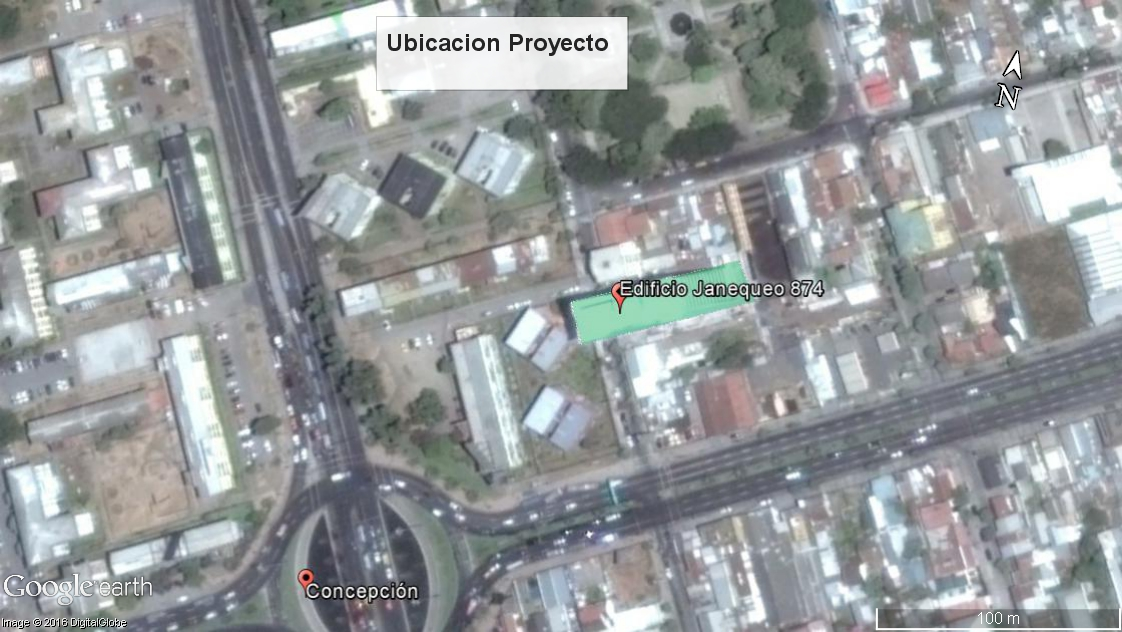 Ubicacion Proyecto
N
Edificio Janequeo 874
Concepción
Google earth
100 m
Image © 2016 DigitalGlobe